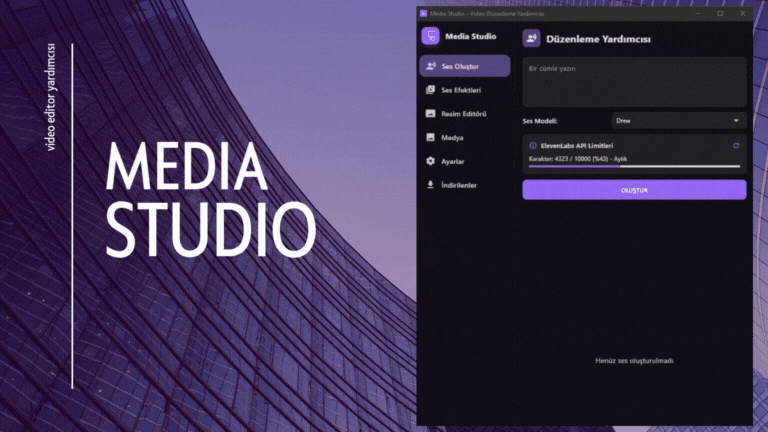 video editor yardımcısı
MEDIA
STUDIO
Media Studio - Video Düzenleme Yardımcısı
Media Studio
Ses Oluştur
Ses Efektleri
Resim Editörü
Medya
Ayarlar
İndirilenler
Düzenleme Yardımcısı
Bir cümle yazın
Ses Modeli:
Drew
ElevenLabs API Limitleri
Karakter: 4323 / 10000 (%43) - Aylık
OLUŞTUR
Henüz ses oluşturulmadı